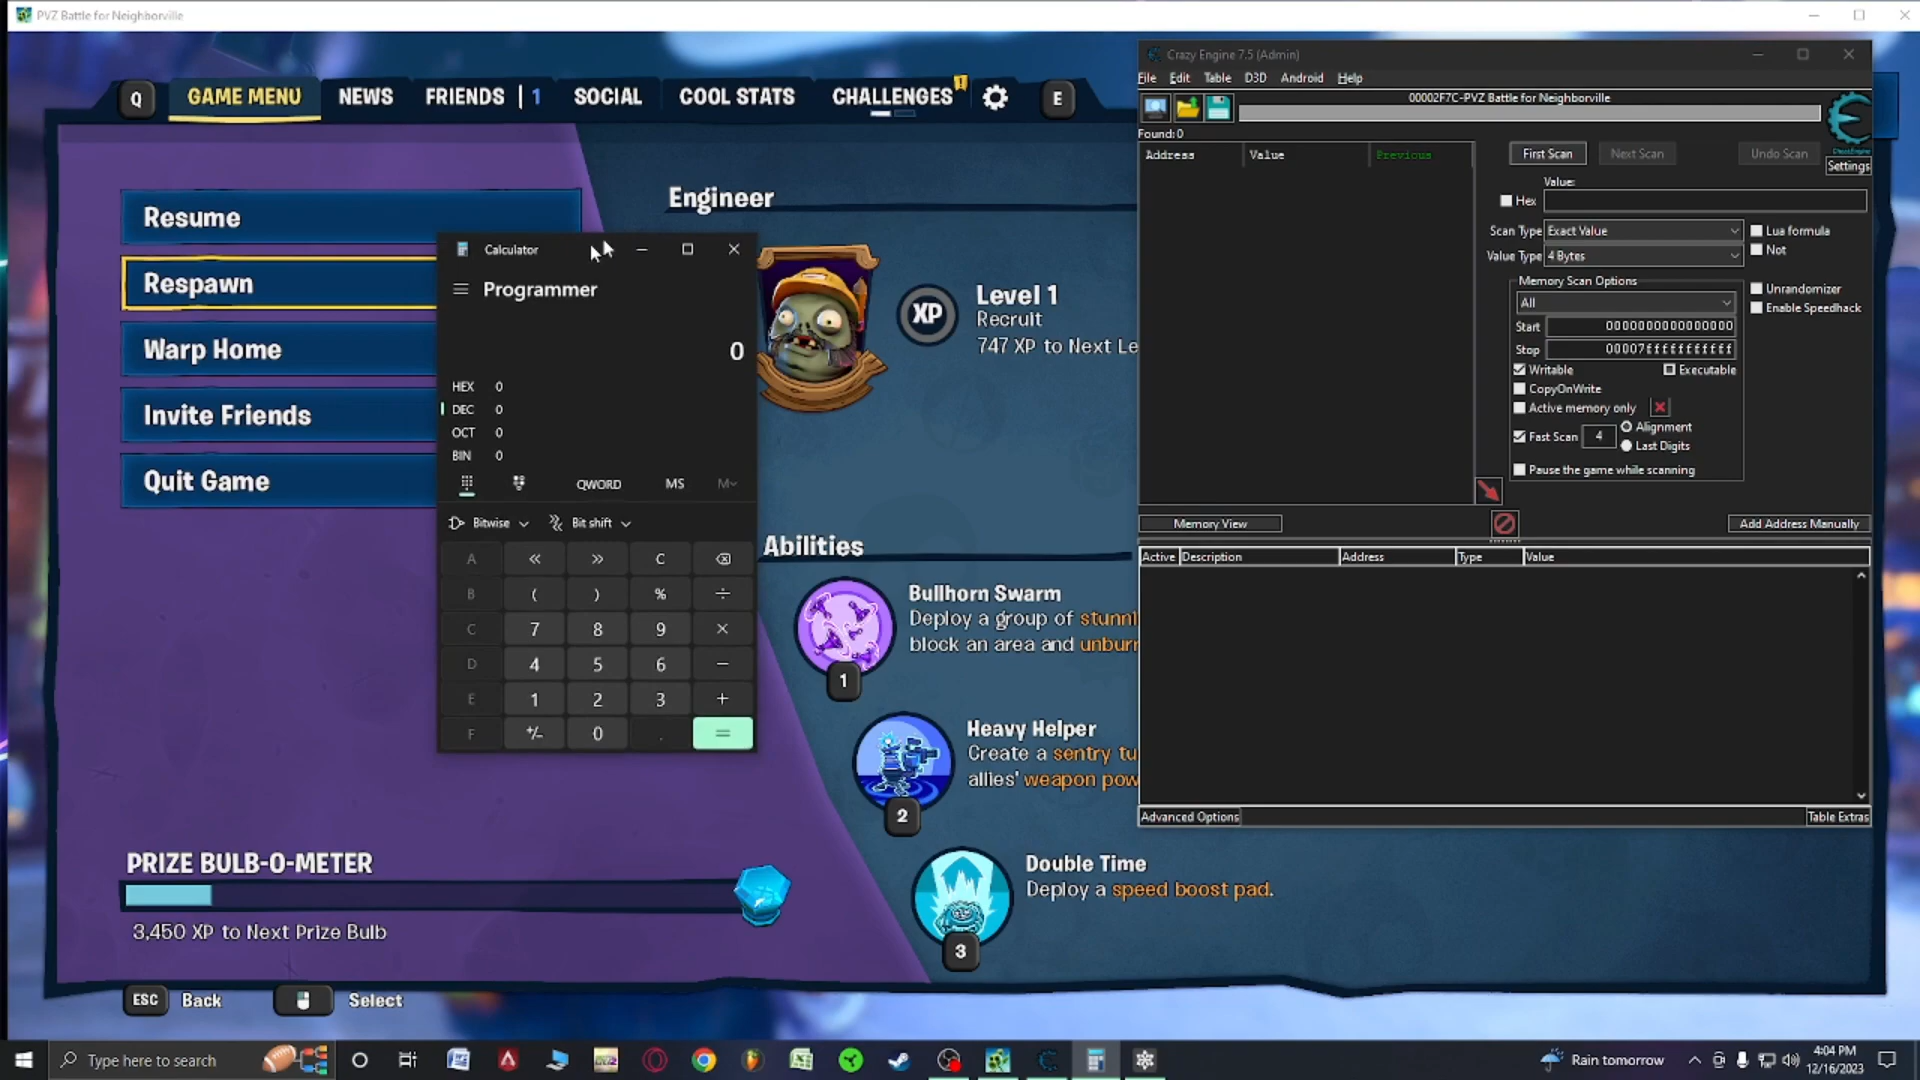 PVZ Battle for Neighborville
Q
GAME MENU
NEWS
FRIENDS | 1
SOCIAL
COOL STATS
CHALLENGES
!
E
Resume
Respawn
Warp Home
Invite Friends
Quit Game
Engineer
XP
Level 1
Recruit
747 XP to Next Le
Abilities
Bullhorn Swarm
Deploy a group of stunni
block an area and unburr
1
Heavy Helper
Create a sentry tu
allies' weapon pow
2
Double Time
Deploy a speed boost pad.
3
PRIZE BULB-O-METER
3,450 XP to Next Prize Bulb
ESC Back
Select
Calculator
Programmer
0
HEX 0
DEC 0
OCT 0
BIN 0
QWORD MS M
Bitwise Bit shift
A « » C
B ( ) % ÷
C 7 8 9 ×
D 4 5 6 −
E 1 2 3 +
F +/- 0 . =
Crazy Engine 7.5 (Admin)
File Edit Table D3D Android Help
00002F7C-PVZ Battle for Neighborville
Found: 0
Address Value Previous
First Scan Next Scan Undo Scan
Settings
Value:
Hex
Scan Type Exact Value
Lua formula
Value Type 4 Bytes
Not
Memory Scan Options
All
Start 0000000000000000
Stop 00007fffffffffff
Writable Executable
CopyOnWrite
Active memory only
Fast Scan 4 Alignment
Last Digits
Pause the game while scanning
Unrandomizer
Enable Speedhack
Memory View
Add Address Manually
Active Description Address Type Value
Advanced Options
Table Extras
Type here to search
Rain tomorrow
4:04 PM
12/16/2023